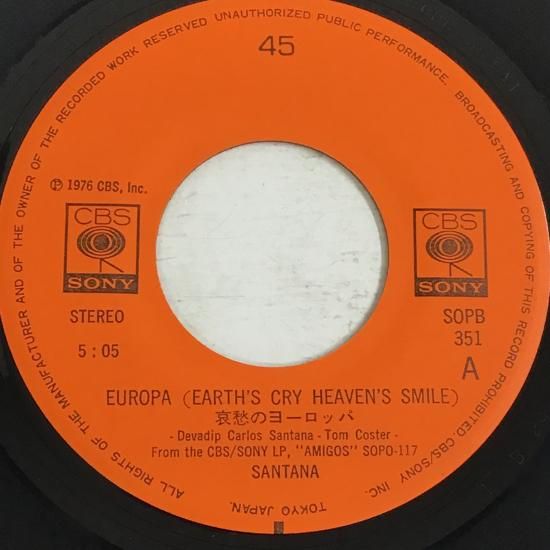 ALL RIGHTS OF THE MANUFACTURER AND OF THE OWNER OF THE RECORDED WORK RESERVED UNAUTHORIZED PUBLIC PERFORMANCE. BROADCASTING AND COPYING OF THIS RECORD PROHIBITED CBS/SONY INC.
TOKYO JAPAN.
45
Ⓟ 1976 CBS, Inc.
CBS
SONY
CBS
SONY
STEREO
SOPB
351
5 : 05
A
EUROPA (EARTH'S CRY HEAVEN'S SMILE)
哀愁のヨーロッパ
- Devadip Carlos Santana - Tom Coster -
From the CBS/SONY LP, "AMIGOS" SOPO-117
SANTANA